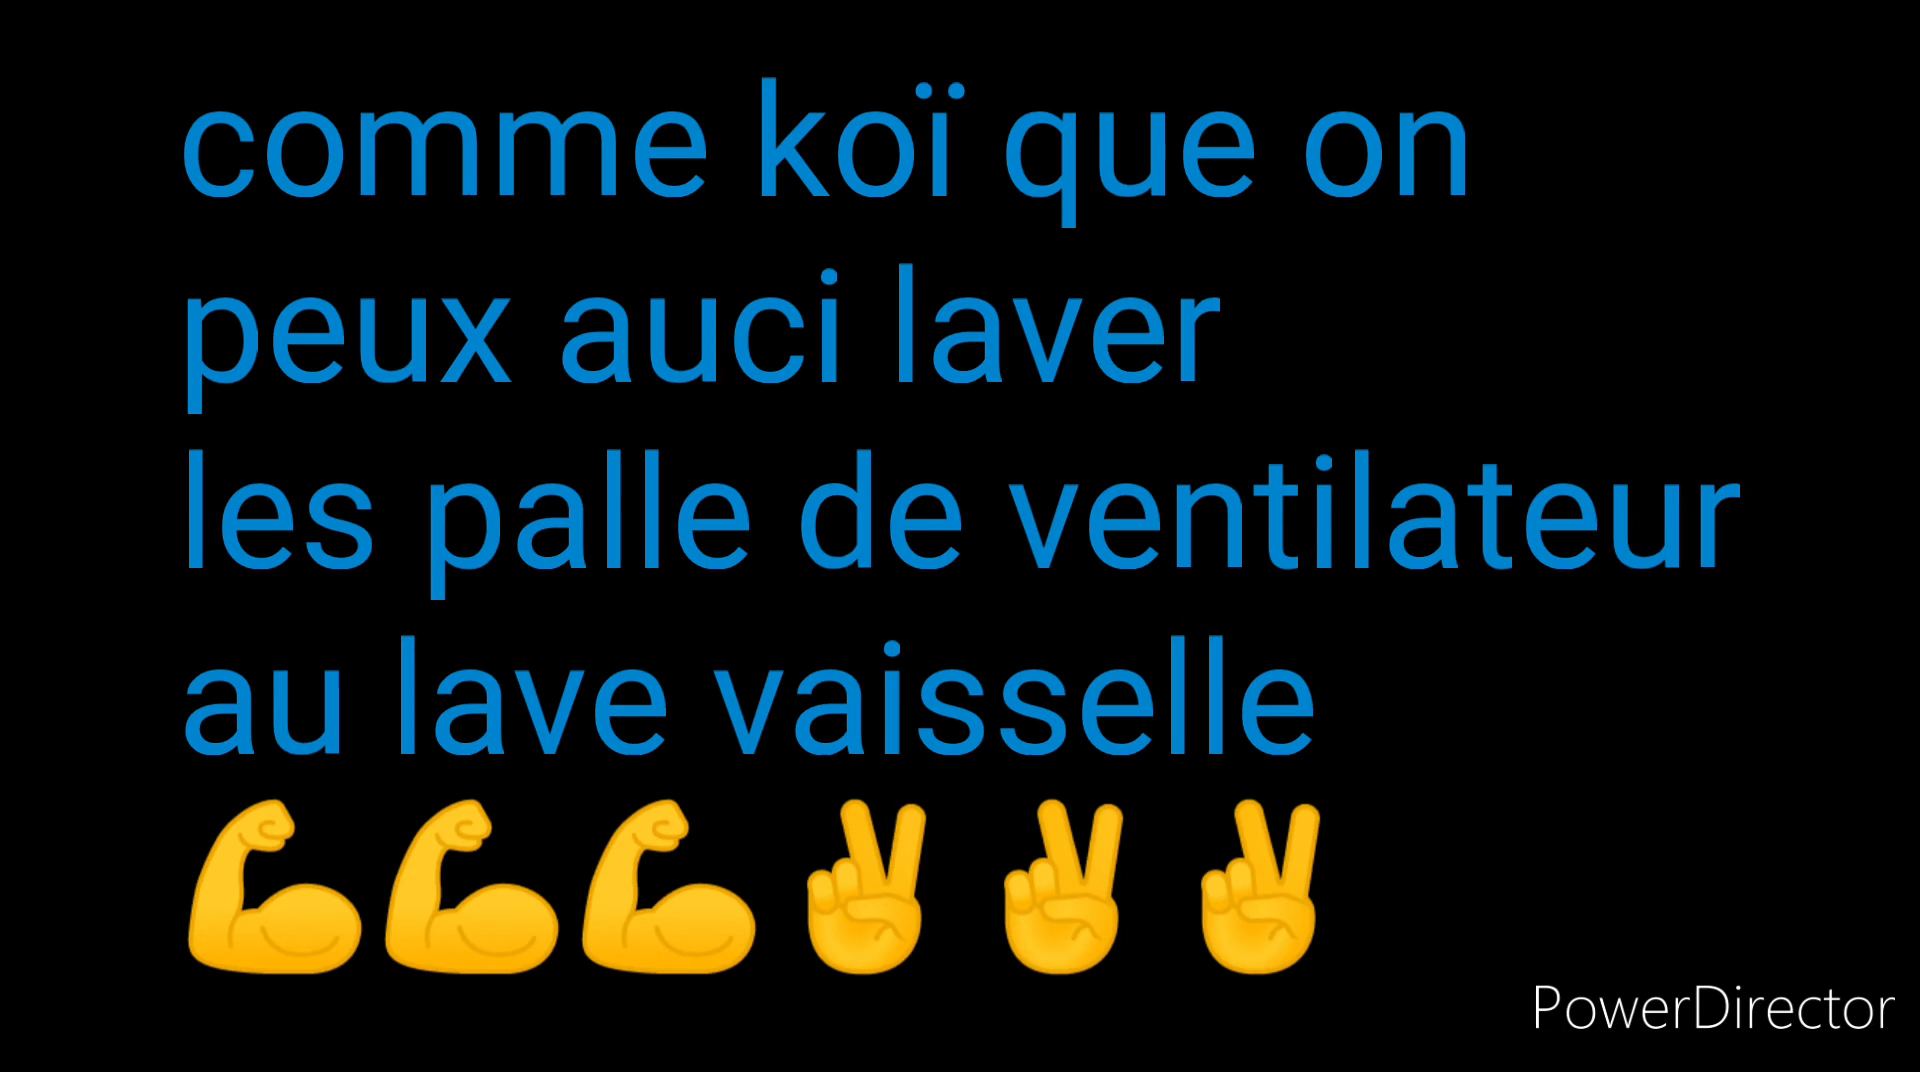 comme koï que on
peux auci laver
les palle de ventilateur
au lave vaisselle
💪💪💪✌✌✌
PowerDirector